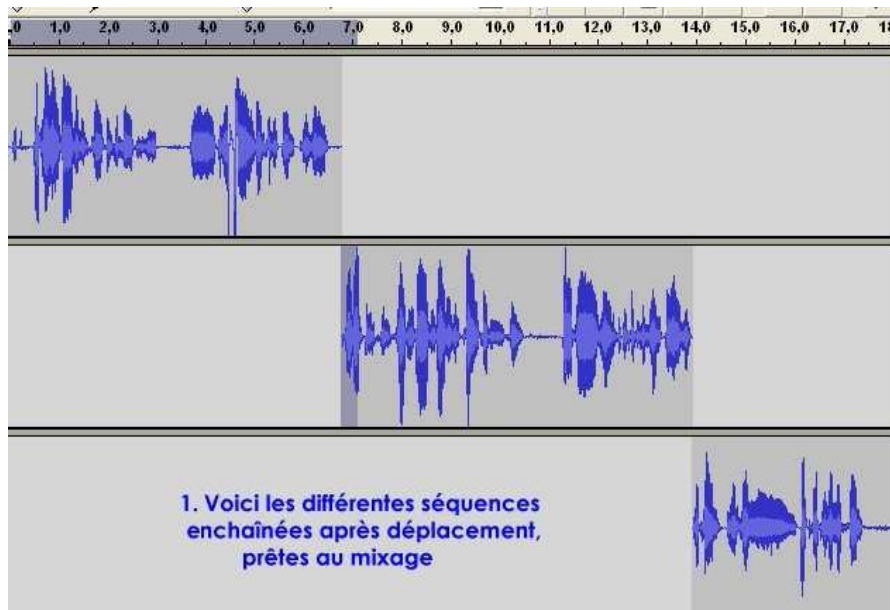 ,0 1,0 2,0 3,0 4,0 5,0 6,0 7,0 8,0 9,0 10,0 11,0 12,0 13,0 14,0 15,0 16,0 17,0 18
1. Voici les différentes séquences
enchaînées après déplacement,
prêtes au mixage